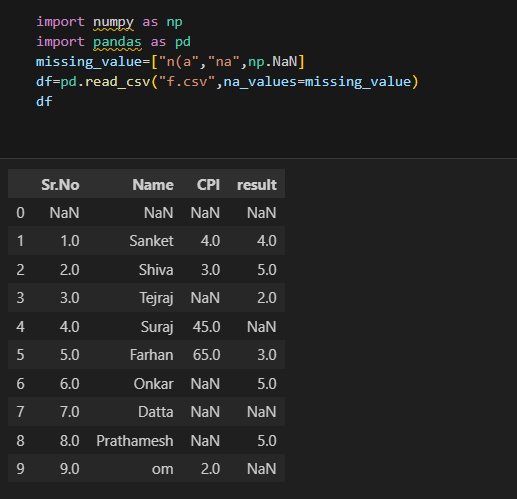 import numpy as np
import pandas as pd
missing_value=["n(a","na",np.NaN]
df=pd.read_csv("f.csv",na_values=missing_value)
df
Sr.No Name CPI result
0 NaN NaN NaN NaN
1 1.0 Sanket 4.0 4.0
2 2.0 Shiva 3.0 5.0
3 3.0 Tejraj NaN 2.0
4 4.0 Suraj 45.0 NaN
5 5.0 Farhan 65.0 3.0
6 6.0 Onkar NaN 5.0
7 7.0 Datta NaN NaN
8 8.0 Prathamesh NaN 5.0
9 9.0 om 2.0 NaN